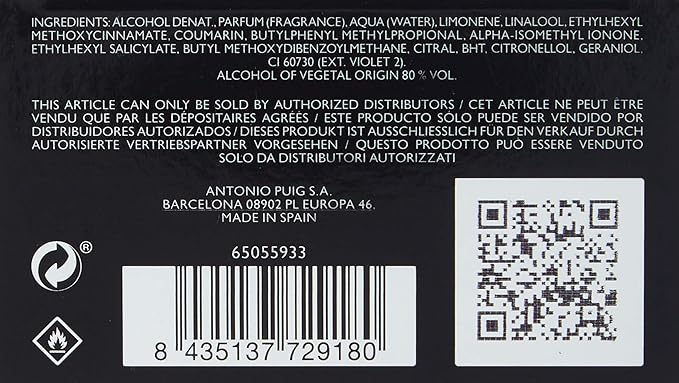 INGREDIENTS: ALCOHOL DENAT., PARFUM (FRAGRANCE), AQUA (WATER), LIMONENE, LINALOOL, ETHYLHEXYL
METHOXYCINNAMATE, COUMARIN, BUTYLPHENYL METHYLPROPIONAL, ALPHA-ISOMETHYL IONONE,
ETHYLHEXYL SALICYLATE, BUTYL METHOXYDIBENZOYLMETHANE, CITRAL, BHT, CITRONELLOL, GERANIOL,
CI 60730 (EXT. VIOLET 2).
ALCOHOL OF VEGETAL ORIGIN 80 % VOL.
THIS ARTICLE CAN ONLY BE SOLD BY AUTHORIZED DISTRIBUTORS / CET ARTICLE NE PEUT ÊTRE
VENDU QUE PAR LES DÉPOSITAIRES AGRÉÉS / ESTE PRODUCTO SÓLO PUEDE SER VENDIDO POR
DISTRIBUIDORES AUTORIZADOS / DIESES PRODUKT IST AUSSCHLIESSLICH FÜR DEN VERKAUF DURCH
AUTORISIERTE VERTRIEBSPARTNER VORGESEHEN / QUESTO PRODOTTO PUÒ ESSERE VENDUTO
SOLO DA DISTRIBUTORI AUTORIZZATI
ANTONIO PUIG S.A.
BARCELONA 08902 PL EUROPA 46.
MADE IN SPAIN
65055933
®
8 435137 729180